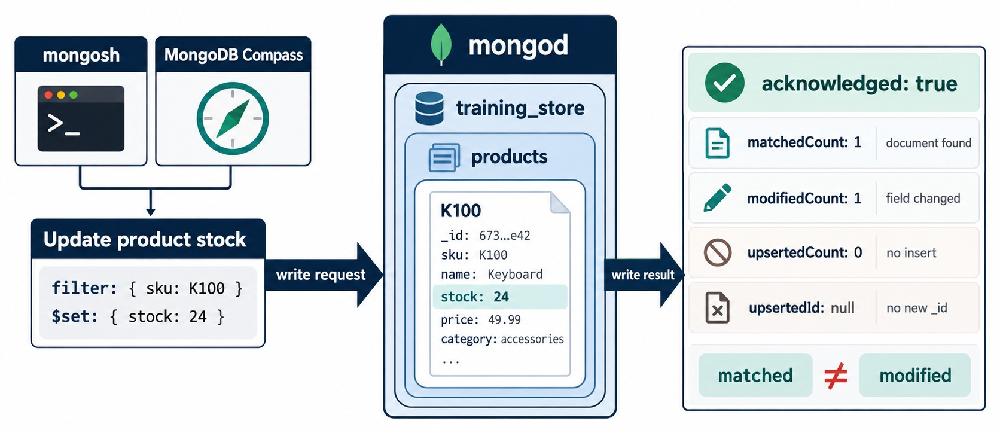 mongosh
MongoDB Compass
>_
Update product stock
filter: { sku: K100 }
$set: { stock: 24 }
write request
mongod
training_store
products
K100
_id: 673...e42
sku: K100
name: Keyboard
stock: 24
price: 49.99
category: accessories
...
write result
acknowledged: true
matchedCount: 1 document found
modifiedCount: 1 field changed
upsertedCount: 0 no insert
upsertedId: null no new _id
matched ≠ modified